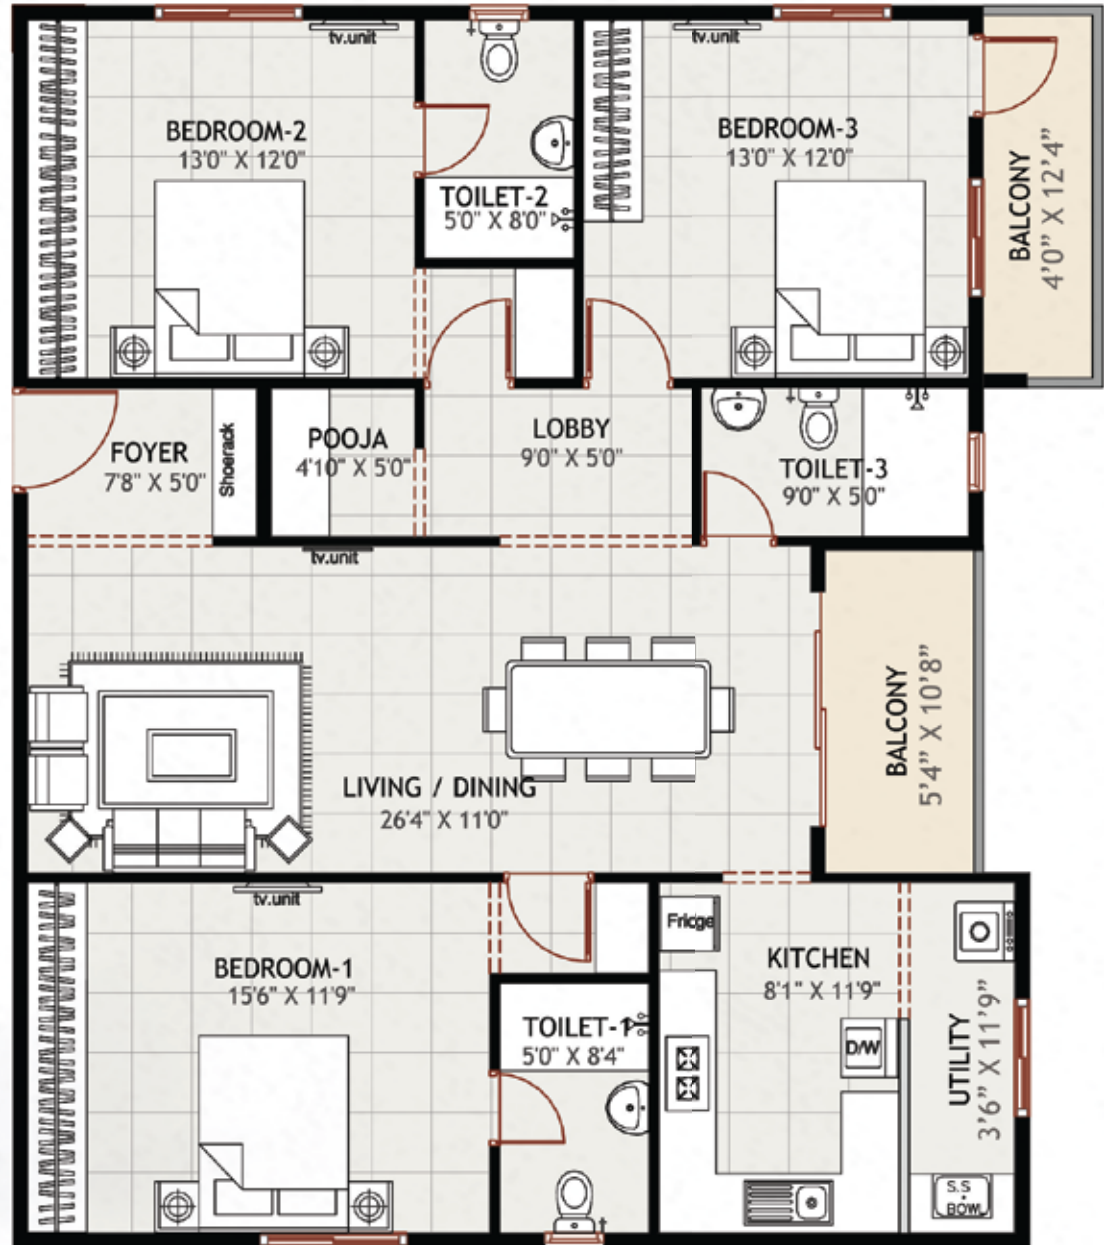 tv.unit
tv.unit
BEDROOM-2
13'0" X 12'0"
TOILET-2
5'0" X 8'0"
BEDROOM-3
13'0" X 12'0"
BALCONY
4'0" X 12'4"
FOYER
7'8" X 5'0"
Shoerack
POOJA
4'10" X 5'0"
LOBBY
9'0" X 5'0"
TOILET-3
9'0" X 5'0"
tv.unit
LIVING / DINING
26'4" X 11'0"
BALCONY
5'4" X 10'8"
tv.unit
BEDROOM-1
15'6" X 11'9"
TOILET-1
5'0" X 8'4"
Fridge
KITCHEN
8'1" X 11'9"
D/W
UTILITY
3'6" X 11'9"
S.S
BOWL